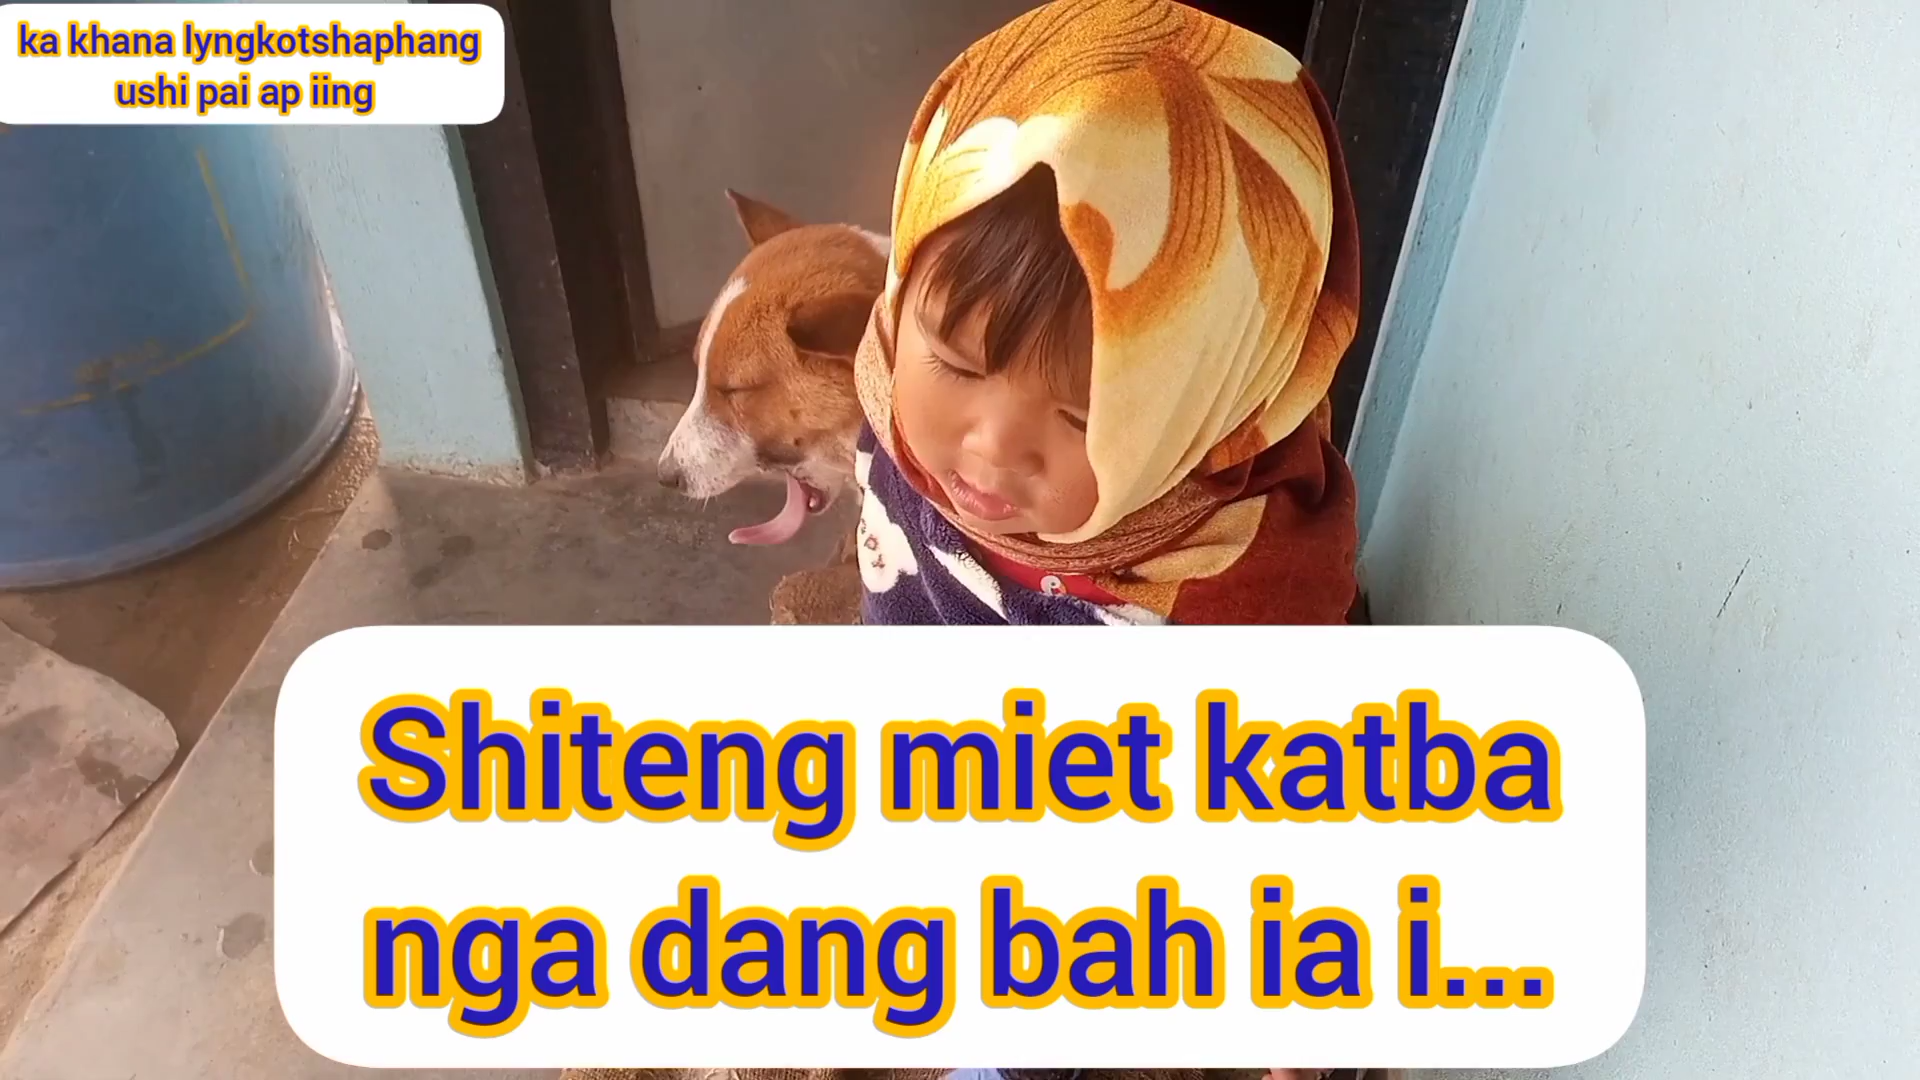 ka khana lyngkotshaphang
ushi pai ap iing
Shiteng miet katba
nga dang bah ia i...